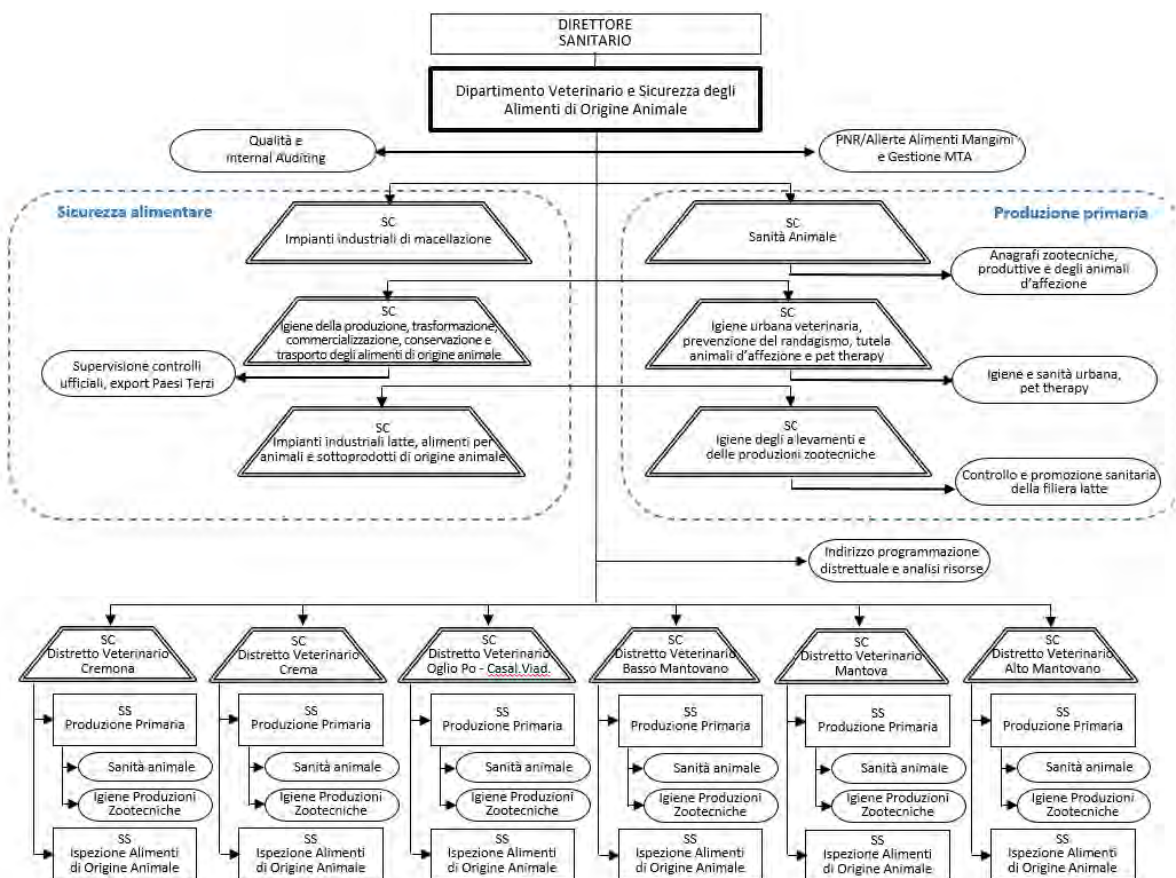 DIRETTORE
SANITARIO
Dipartimento Veterinario e Sicurezza degli
Alimenti di Origine Animale
Qualità e
Internal Auditing
PNR/Allerte Alimenti Mangimi
e Gestione MTA
Sicurezza alimentare
Produzione primaria
SC
Impianti industriali di macellazione
SC
Sanità Animale
Anagrafi zootecniche,
produttive e degli animali
d'affezione
SC
Igiene della produzione, trasformazione,
commercializzazione, conservazione e
trasporto degli alimenti di origine animale
SC
Igiene urbana veterinaria,
prevenzione del randagismo, tutela
animali d'affezione e pet therapy
Supervisione controlli
ufficiali, export Paesi Terzi
Igiene e sanità urbana,
pet therapy
SC
Impianti industriali latte, alimenti per
animali e sottoprodotti di origine animale
SC
Igiene degli allevamenti e
delle produzioni zootecniche
Controllo e promozione sanitaria
della filiera latte
Indirizzo programmazione
distrettuale e analisi risorse
SC
Distretto Veterinario
Cremona
SS
Produzione Primaria
Sanità animale
Igiene Produzioni
Zootecniche
SS
Ispezione Alimenti
di Origine Animale
SC
Distretto Veterinario
Crema
SS
Produzione Primaria
Sanità animale
Igiene Produzioni
Zootecniche
SS
Ispezione Alimenti
di Origine Animale
SC
Distretto Veterinario
Oglio Po - Casal.Viad.
SS
Produzione Primaria
Sanità animale
Igiene Produzioni
Zootecniche
SS
Ispezione Alimenti
di Origine Animale
SC
Distretto Veterinario
Basso Mantovano
SS
Produzione Primaria
Sanità animale
Igiene Produzioni
Zootecniche
SS
Ispezione Alimenti
di Origine Animale
SC
Distretto Veterinario
Mantova
SS
Produzione Primaria
Sanità animale
Igiene Produzioni
Zootecniche
SS
Ispezione Alimenti
di Origine Animale
SC
Distretto Veterinario
Alto Mantovano
SS
Produzione Primaria
Sanità animale
Igiene Produzioni
Zootecniche
SS
Ispezione Alimenti
di Origine Animale